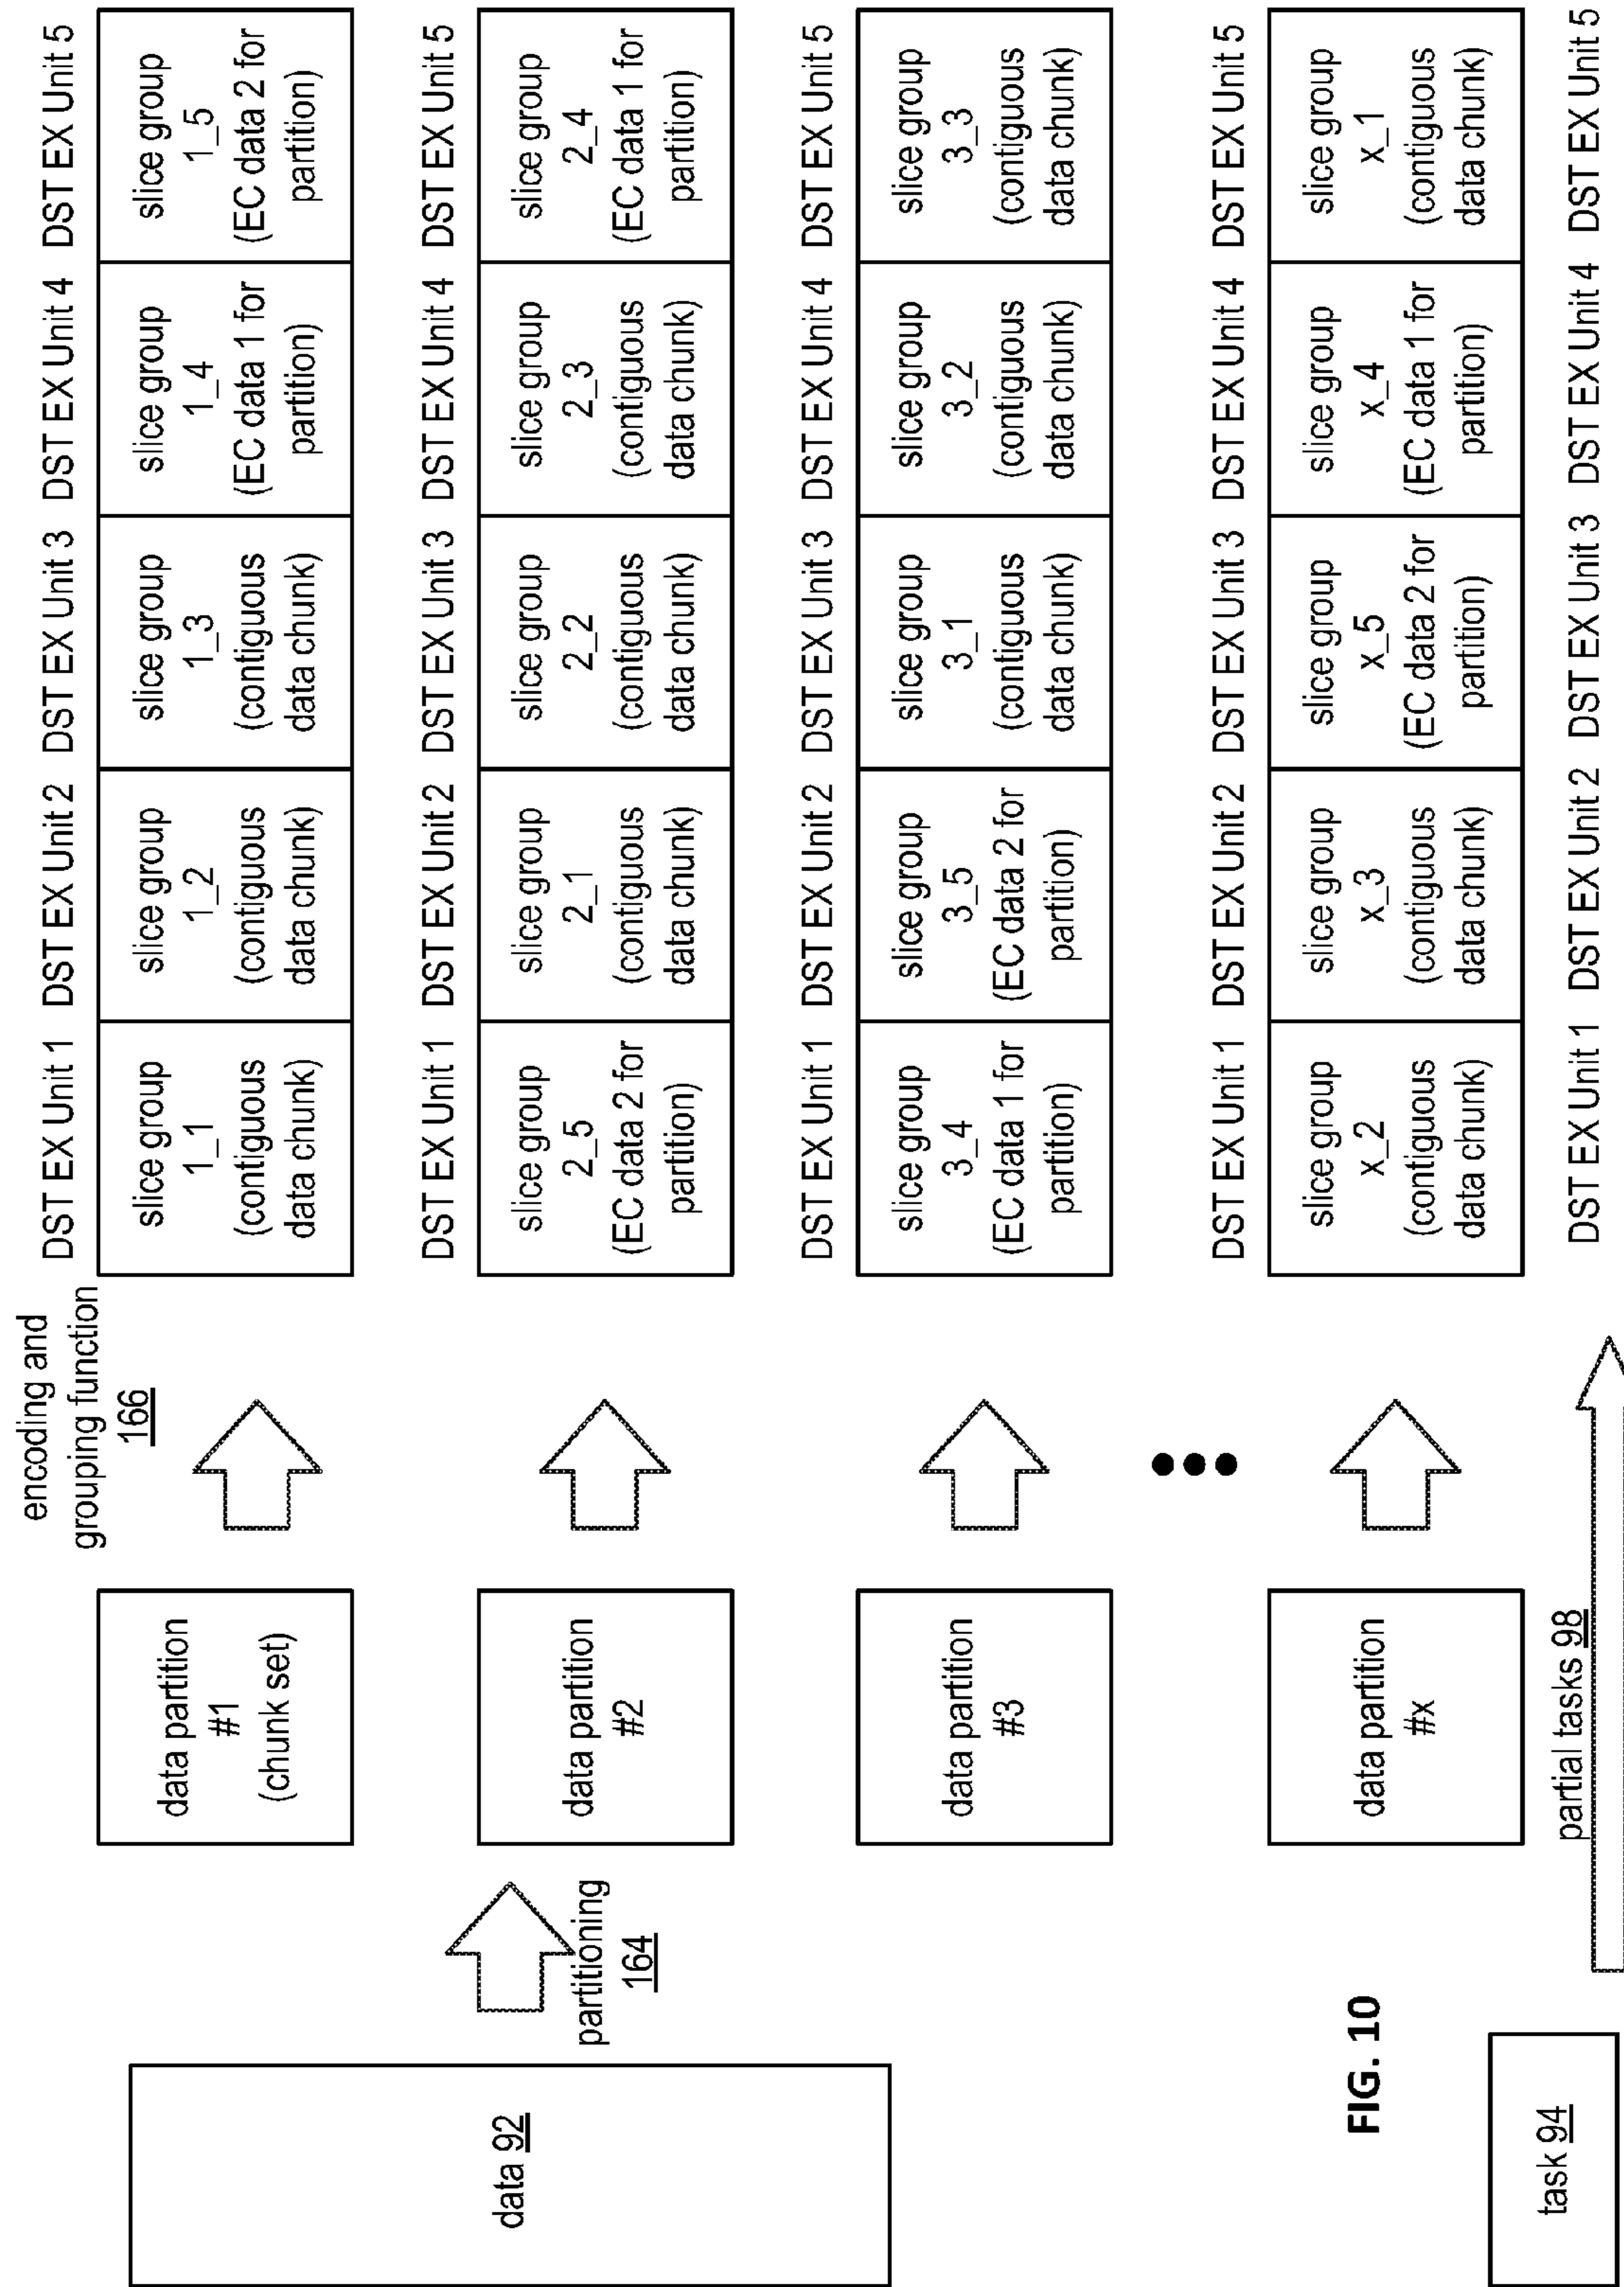 encoding and
grouping function
166
data 92
partitioning
164
data partition
#1
(chunk set)
DST EX Unit 1
DST EX Unit 2
DST EX Unit 3
DST EX Unit 4
DST EX Unit 5
slice group
1_1
(contiguous
data chunk)
slice group
1_2
(contiguous
data chunk)
slice group
1_3
(contiguous
data chunk)
slice group
1_4
(EC data 1 for
partition)
slice group
1_5
(EC data 2 for
partition)
data partition
#2
DST EX Unit 1
DST EX Unit 2
DST EX Unit 3
DST EX Unit 4
DST EX Unit 5
slice group
2_5
(EC data 2 for
partition)
slice group
2_1
(contiguous
data chunk)
slice group
2_2
(contiguous
data chunk)
slice group
2_3
(contiguous
data chunk)
slice group
2_4
(EC data 1 for
partition)
data partition
#3
DST EX Unit 1
DST EX Unit 2
DST EX Unit 3
DST EX Unit 4
DST EX Unit 5
slice group
3_4
(EC data 1 for
partition)
slice group
3_5
(EC data 2 for
partition)
slice group
3_1
(contiguous
data chunk)
slice group
3_2
(contiguous
data chunk)
slice group
3_3
(contiguous
data chunk)
data partition
#x
DST EX Unit 1
DST EX Unit 2
DST EX Unit 3
DST EX Unit 4
DST EX Unit 5
slice group
x_2
(contiguous
data chunk)
slice group
x_3
(contiguous
data chunk)
slice group
x_5
(EC data 2 for
partition)
slice group
x_4
(EC data 1 for
partition)
slice group
x_1
(contiguous
data chunk)
FIG. 10
task 94
partial tasks 98
DST EX Unit 1
DST EX Unit 2
DST EX Unit 3
DST EX Unit 4
DST EX Unit 5